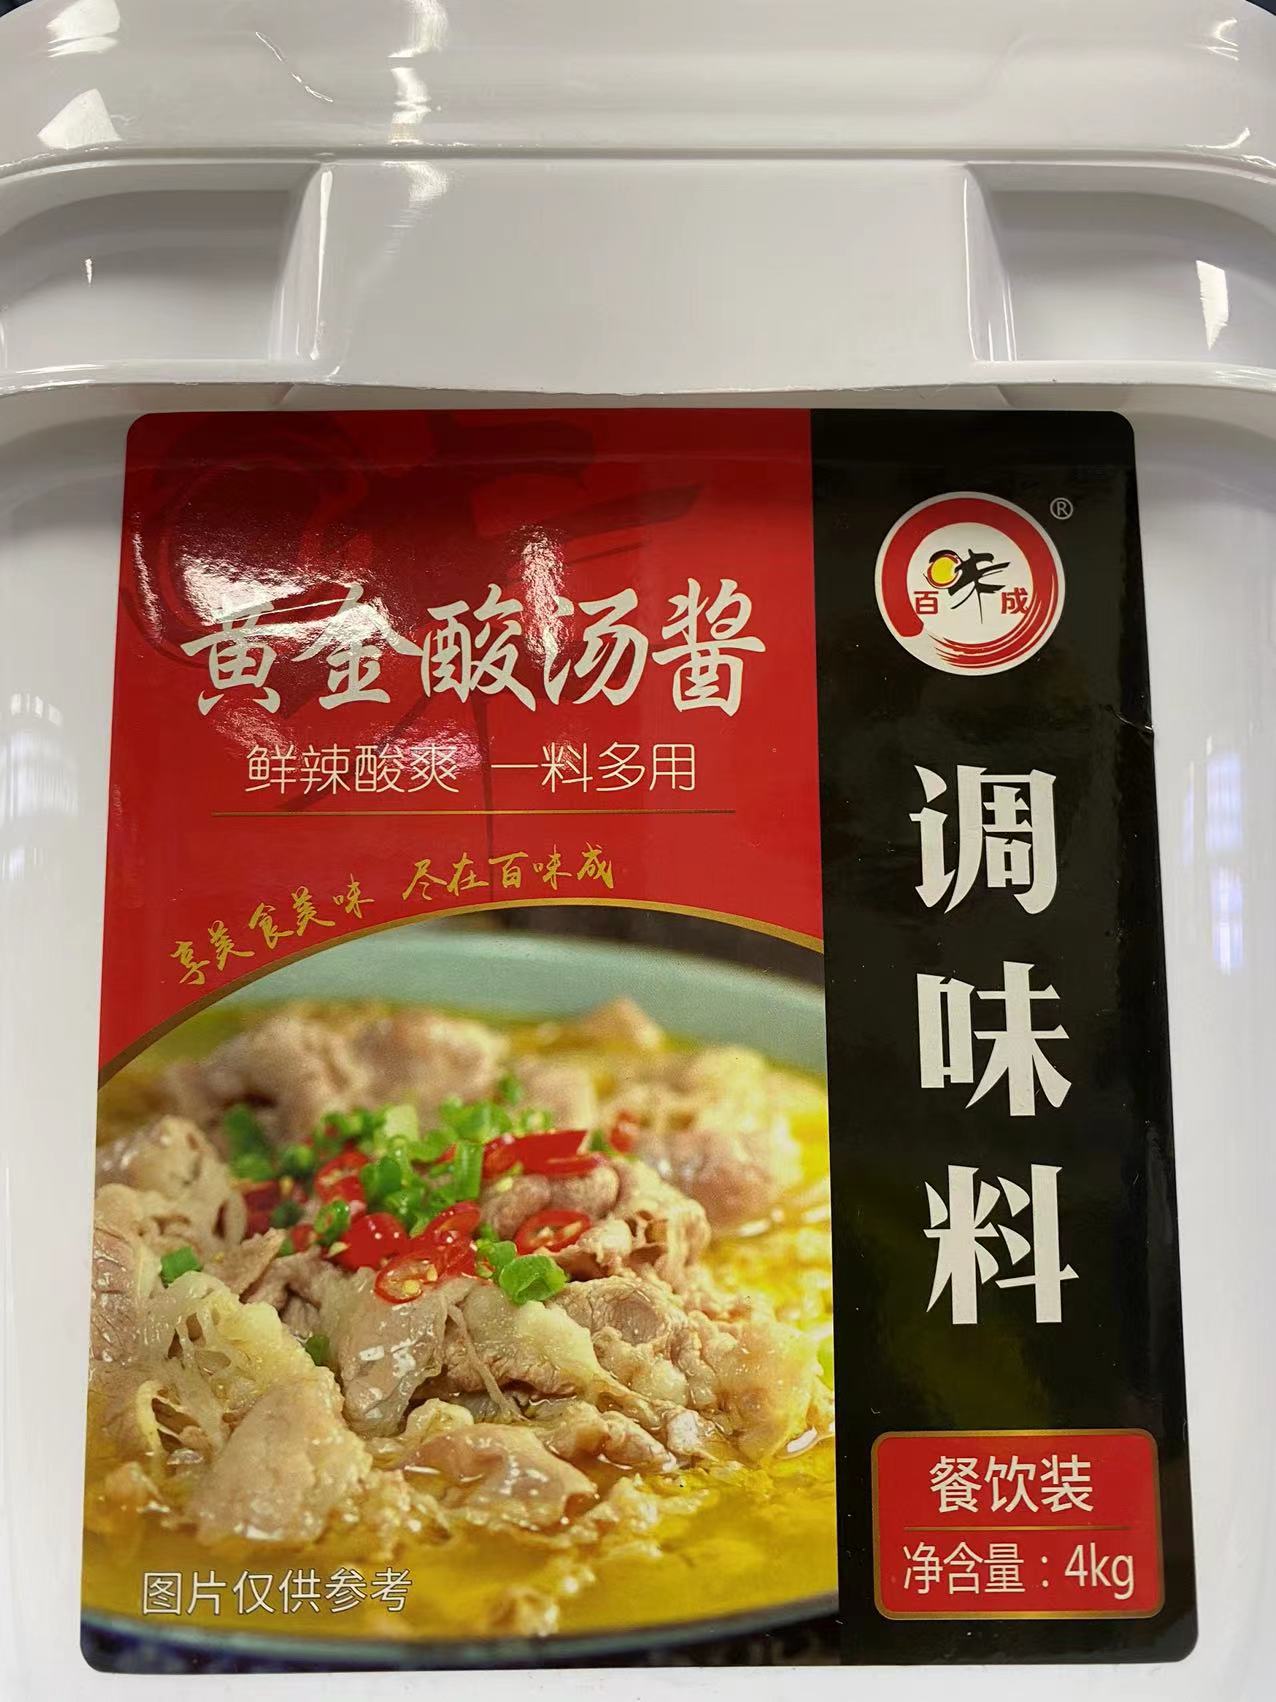 黄金酸汤酱
鲜辣酸爽 一料多用
享美食美味 尽在百味成
图片仅供参考
百味成
®
调味料
餐饮装
净含量：4kg